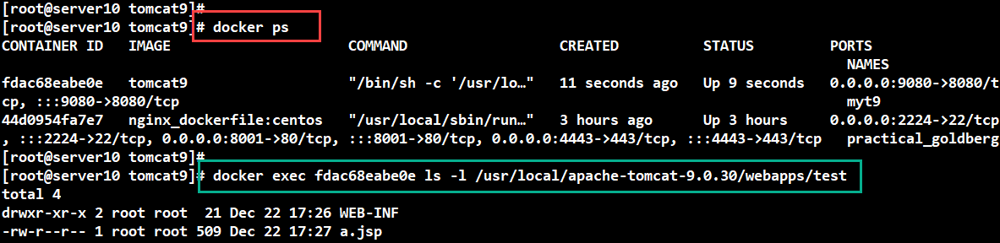 [root@server10 tomcat9]#
[root@server10 tomcat9]# docker ps
CONTAINER ID   IMAGE                     COMMAND                  CREATED          STATUS         PORTS
                                                                                                    NAMES
fdac68eabe0e   tomcat9                   "/bin/sh -c '/usr/lo…"   11 seconds ago   Up 9 seconds   0.0.0.0:9080->8080/t
cp, :::9080->8080/tcp                                                                               myt9
44d0954fa7e7   nginx_dockerfile:centos   "/usr/local/sbin/run…"   3 hours ago      Up 3 hours     0.0.0.0:2224->22/tcp
, :::2224->22/tcp, 0.0.0.0:8001->80/tcp, :::8001->80/tcp, 0.0.0.0:4443->443/tcp, :::4443->443/tcp   practical_goldberg
[root@server10 tomcat9]#
[root@server10 tomcat9]# docker exec fdac68eabe0e ls -l /usr/local/apache-tomcat-9.0.30/webapps/test
total 4
drwxr-xr-x 2 root root  21 Dec 22 17:26 WEB-INF
-rw-r--r-- 1 root root 509 Dec 22 17:27 a.jsp